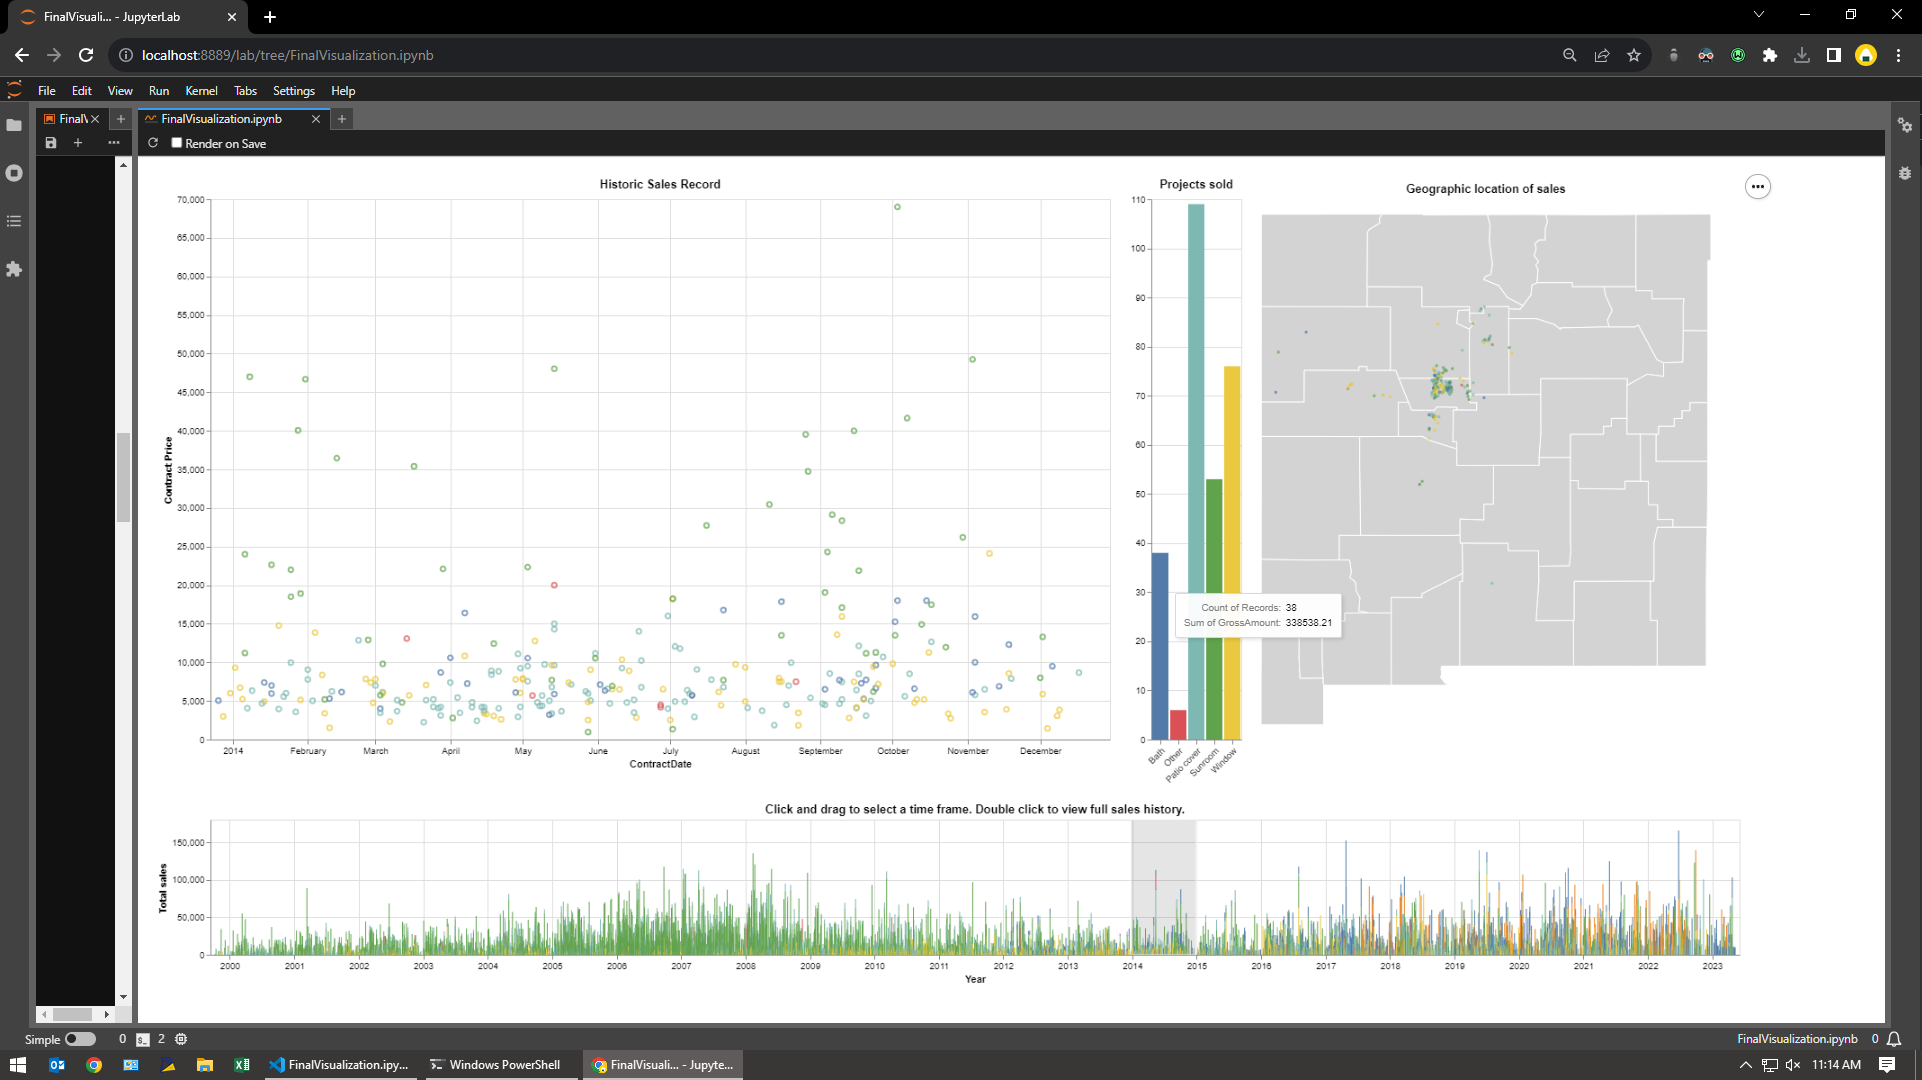 FinalVisuali... - JupyterLab
localhost:8889/lab/tree/FinalVisualization.ipynb
File Edit View Run Kernel Tabs Settings Help
FinalV
FinalVisualization.ipynb
Render on Save
Historic Sales Record
70,000
65,000
60,000
55,000
50,000
45,000
40,000
35,000
30,000
25,000
20,000
15,000
10,000
5,000
0
Contract Price
2014 February March April May June July August September October November December
ContractDate
Projects sold
110
100
90
80
70
60
50
40
30
20
10
0
Bath
Other
Patio cover
Sunroom
Window
Count of Records: 38
Sum of GrossAmount: 338538.21
Geographic location of sales
Click and drag to select a time frame. Double click to view full sales history.
150,000
100,000
50,000
0
Total sales
2000 2001 2002 2003 2004 2005 2006 2007 2008 2009 2010 2011 2012 2013 2014 2015 2016 2017 2018 2019 2020 2021 2022 2023
Year
Simple 0 2
FinalVisualization.ipynb 0
FinalVisualization.ipy...
Windows PowerShell
FinalVisuali... - Jupyte...
11:14 AM